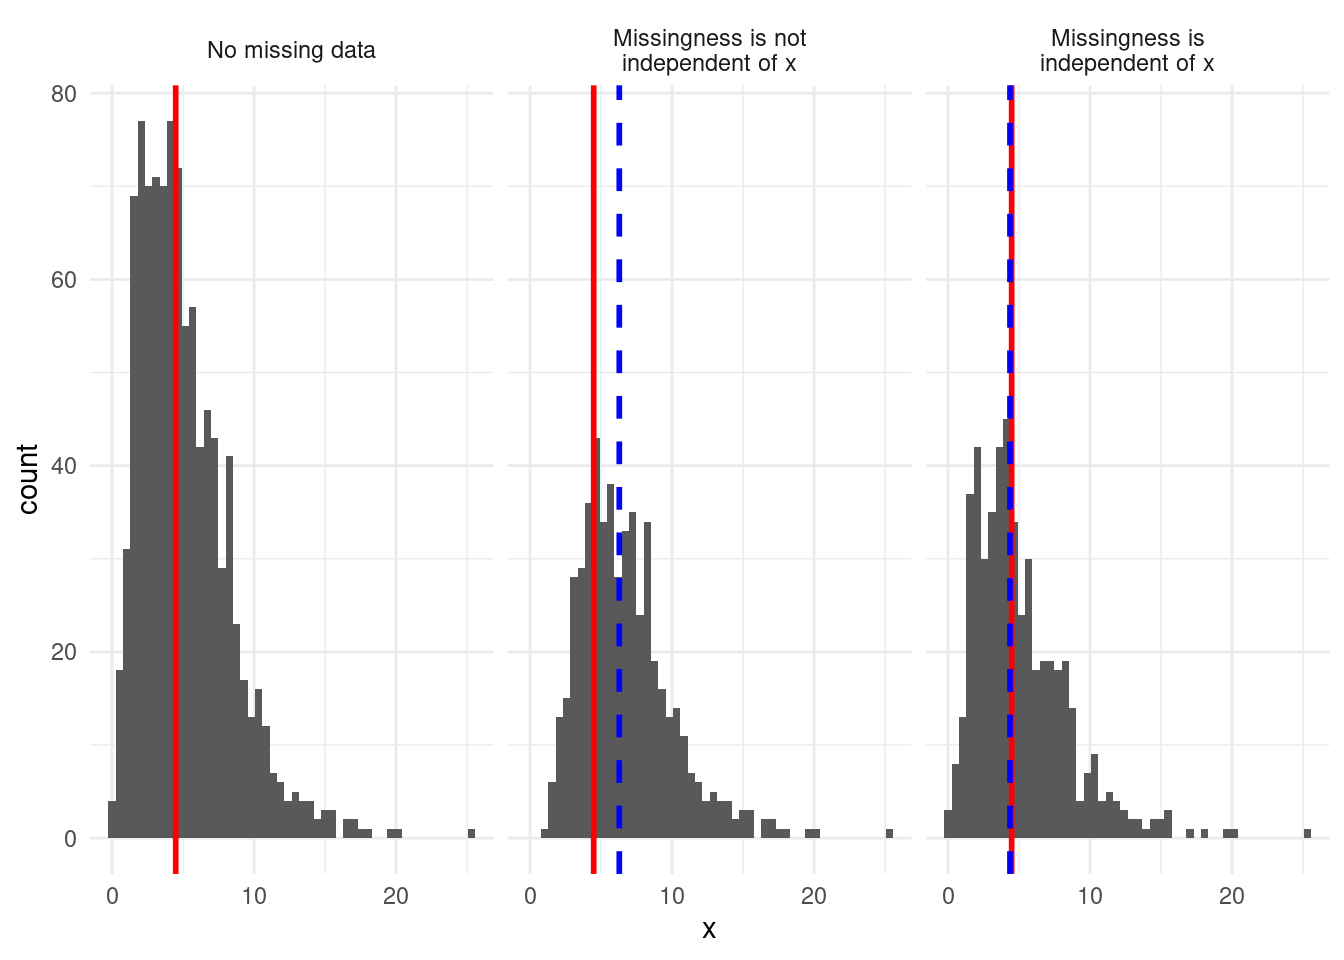 No missing data
Missingness is not
independent of x
Missingness is
independent of x
80
60
40
20
0
count
0 10 20
0 10 20
0 10 20
x